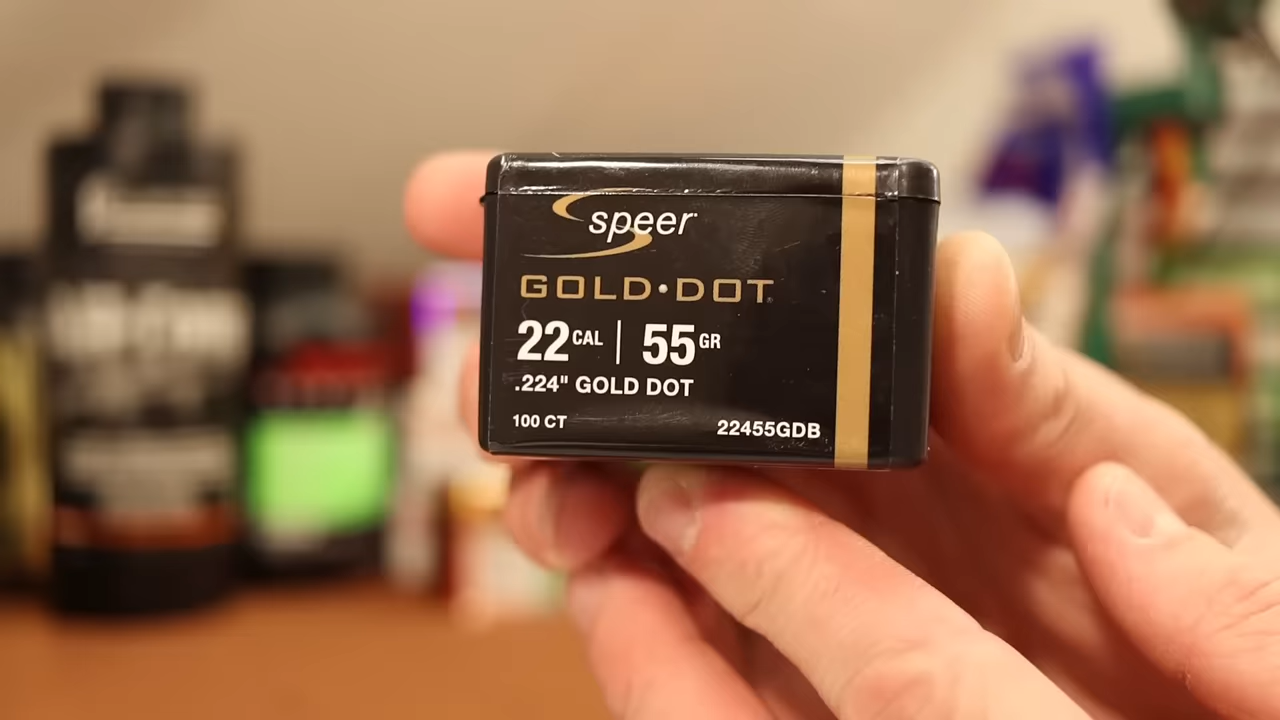 speer
GOLD•DOT®
22 CAL | 55 GR
.224" GOLD DOT
100 CT 22455GDB